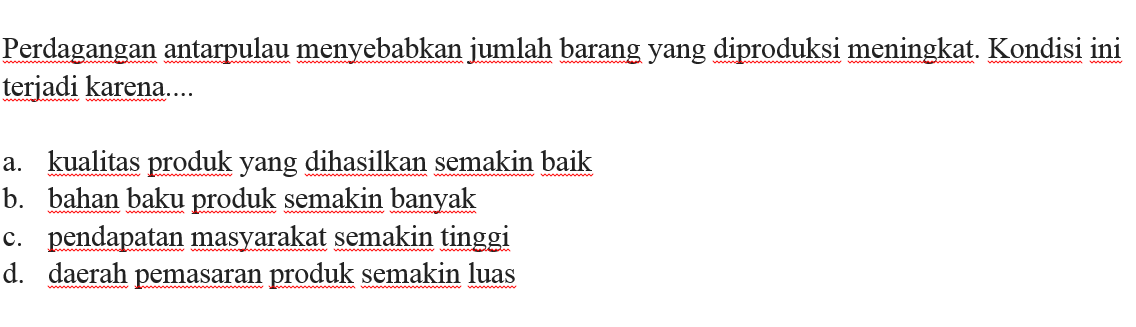 Perdagangan antarpulau menyebabkan jumlah barang yang diproduksi meningkat. Kondisi ini
terjadi karena....
a. kualitas produk yang dihasilkan semakin baik
b. bahan baku produk semakin banyak
c. pendapatan masyarakat semakin tinggi
d. daerah pemasaran produk semakin luas